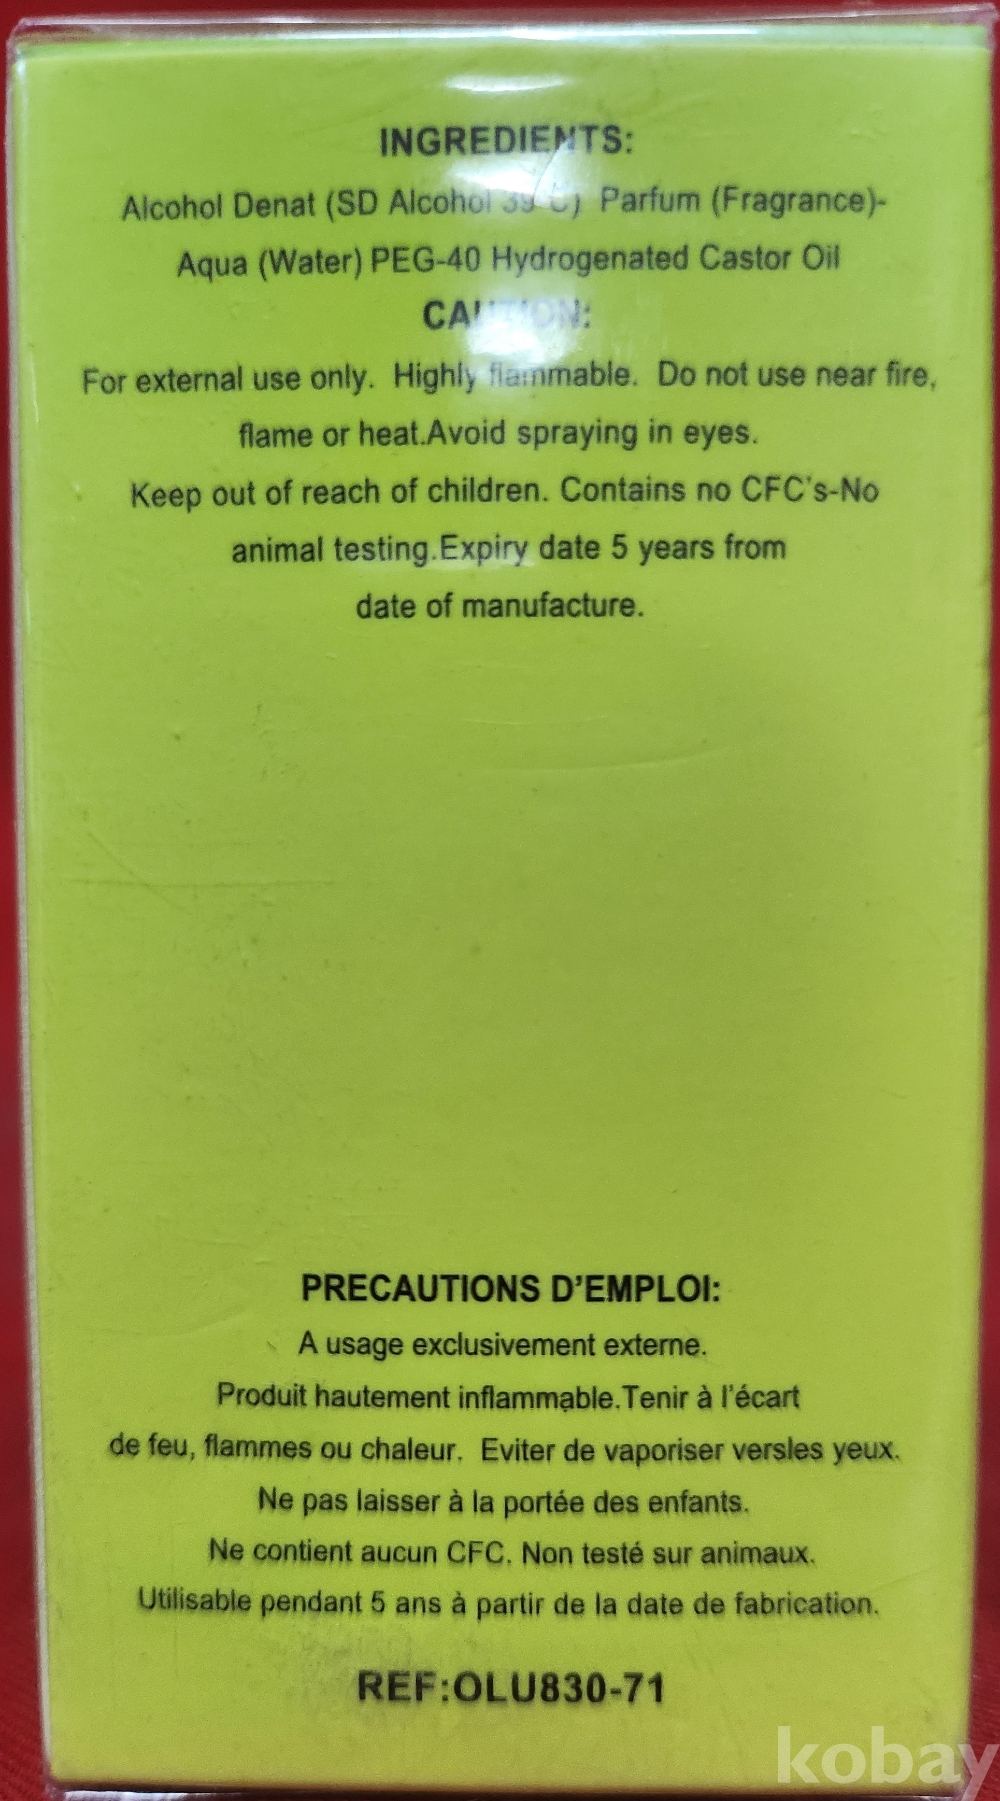 INGREDIENTS:
Alcohol Denat (SD Alcohol 39 C) Parfum (Fragrance)-
Aqua (Water) PEG-40 Hydrogenated Castor Oil
CAUTION:
For external use only. Highly flammable. Do not use near fire,
flame or heat.Avoid spraying in eyes.
Keep out of reach of children. Contains no CFC's-No
animal testing.Expiry date 5 years from
date of manufacture.
PRECAUTIONS D'EMPLOI:
A usage exclusivement externe.
Produit hautement inflammable.Tenir à l'écart
de feu, flammes ou chaleur. Eviter de vaporiser versles yeux.
Ne pas laisser à la portée des enfants.
Ne contient aucun CFC. Non testé sur animaux.
Utilisable pendant 5 ans à partir de la date de fabrication.
REF:OLU830-71
kobay